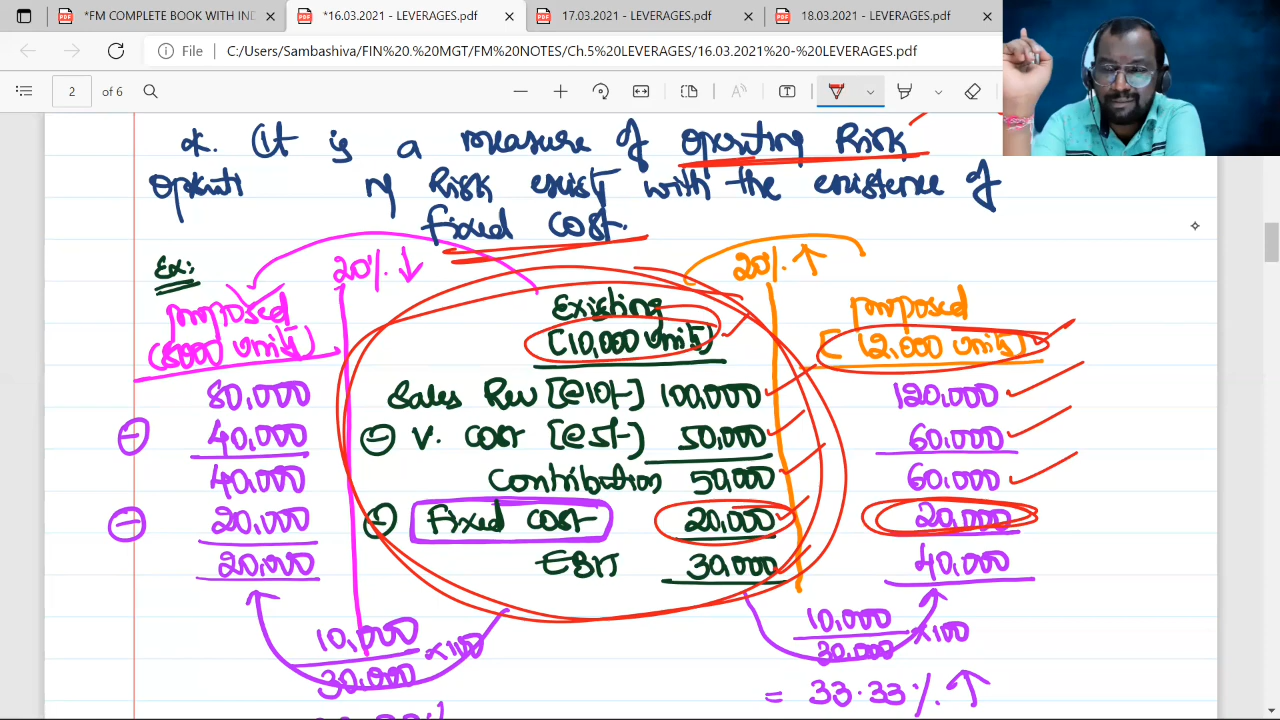 *FM COMPLETE BOOK WITH IND
*16.03.2021 - LEVERAGES.pdf
17.03.2021 - LEVERAGES.pdf
18.03.2021 - LEVERAGES.pdf
File
C:/Users/Sambashiva/FIN%20.%20MGT/FM%20NOTES/Ch.5%20LEVERAGES/16.03.2021%20-%20LEVERAGES.pdf
2 of 6
*. (It is a measure of operating Risk
ng Risk exist with the existence of
fixed cost.
Ex:
20% ↓
20% ↑
proposed
(8000 units)
Existing
(10,000 units)
proposed
(12,000 units)
80,000
Sales Rev [@10/-] 100,000
120,000
⊖ 40,000
⊖ V. COST [@5/-] 50,000
60,000
40,000
Contribution 50,000
60,000
⊖ 20,000
⊖ Fixed COST 20,000
20,000
20,000
EBIT 30,000
40,000
10,000
30,000
×100
10,000
30,000
×100
= 33.33% ↑